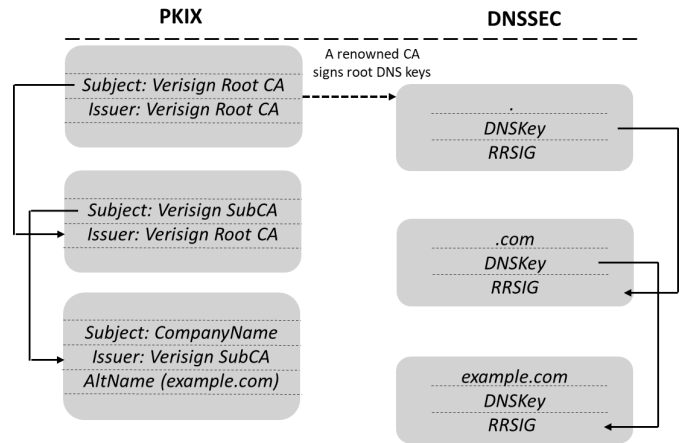 PKIX
DNSSEC
A renowned CA
signs root DNS keys
Subject: Verisign Root CA
Issuer: Verisign Root CA
.
DNSKey
RRSIG
Subject: Verisign SubCA
Issuer: Verisign Root CA
.com
DNSKey
RRSIG
Subject: CompanyName
Issuer: Verisign SubCA
AltName (example.com)
example.com
DNSKey
RRSIG